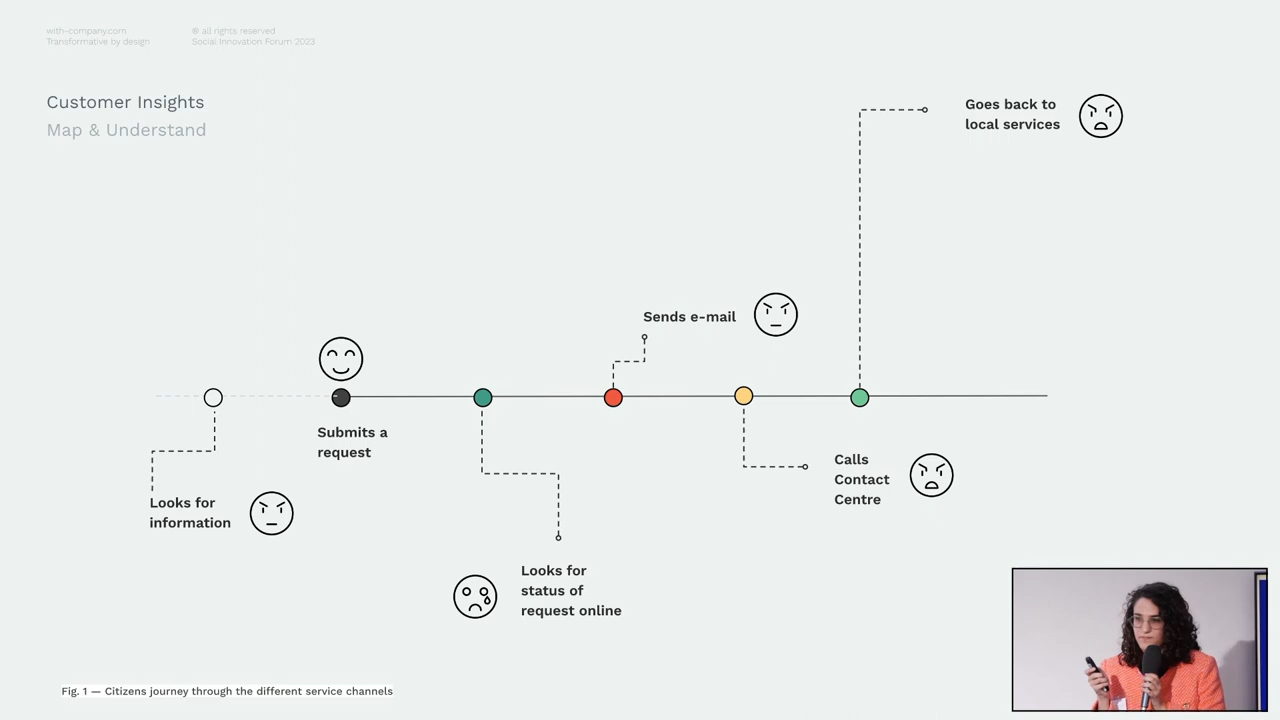 with-company.com
Transformative by design
® all rights reserved
Social Innovation Forum 2023
Customer Insights
Map & Understand
Goes back to
local services
Sends e-mail
Submits a
request
Calls
Contact
Centre
Looks for
information
Looks for
status of
request online
Fig. 1 — Citizens journey through the different service channels